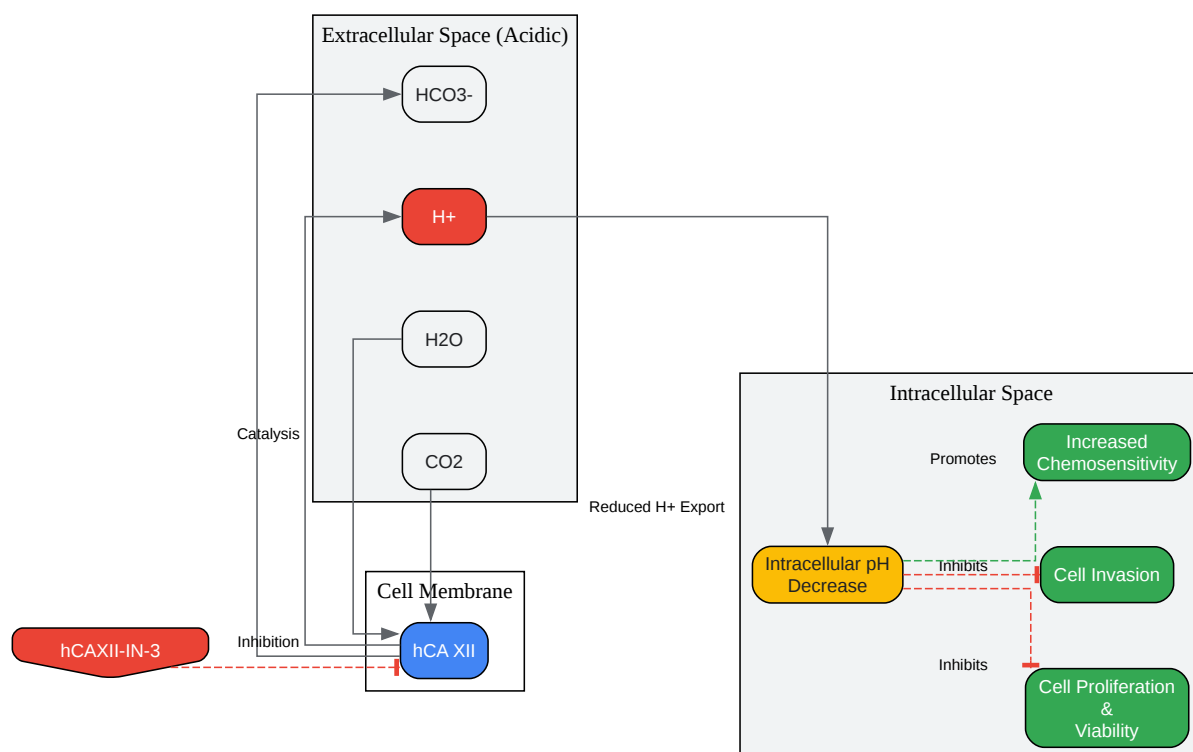 Extracellular Space (Acidic)
HCO3-
H+
H2O
Catalysis
CO2
Reduced H+ Export
Cell Membrane
hCA XII
Inhibition
hCAXII-IN-3
Intracellular Space
Increased
Chemosensitivity
Promotes
Intracellular pH
Decrease
Inhibits
Cell Invasion
Inhibits
Cell Proliferation
&
Viability